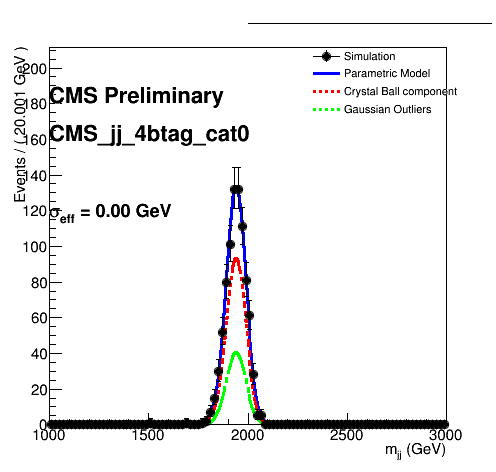 Simulation
Parametric Model
Crystal Ball component
Gaussian Outliers
CMS Preliminary
CMS_jj_4btag_cat0
σeff = 0.00 GeV
Events / ( 20.001 GeV )
200
180
160
140
120
100
80
60
40
20
0
1000 1500 2000 2500 3000
mjj (GeV)